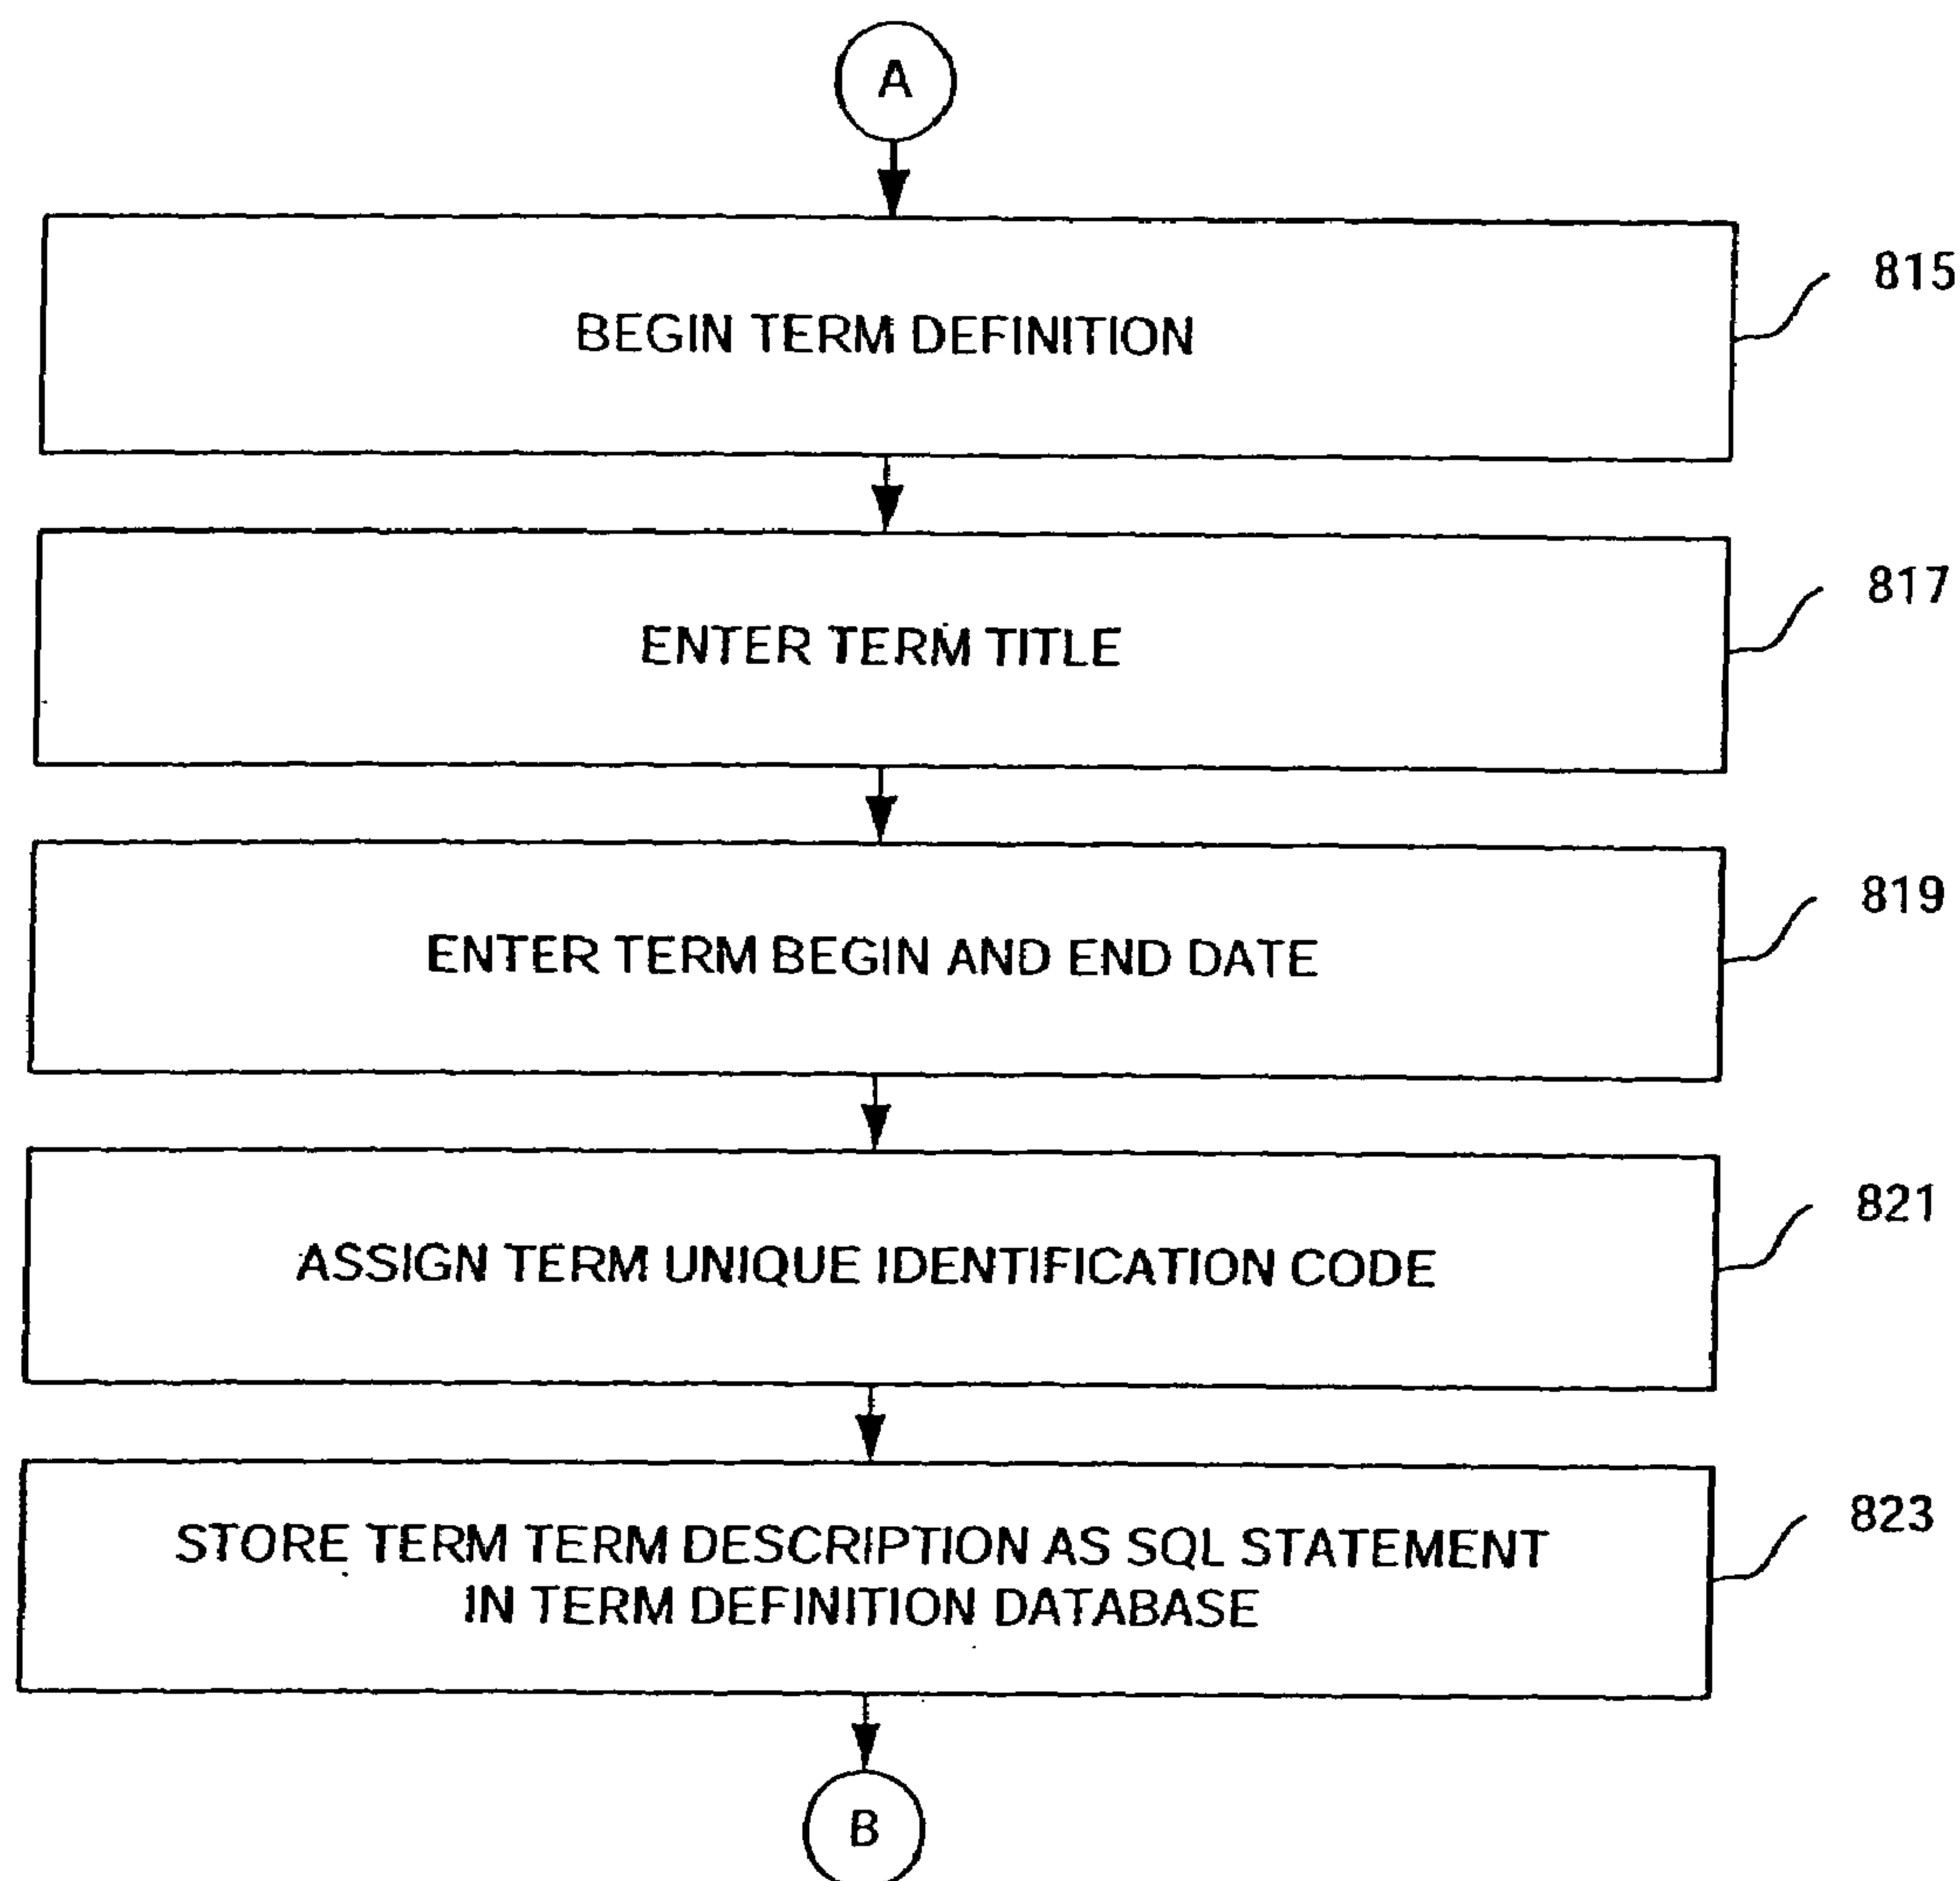 A
BEGIN TERM DEFINITION
815
ENTER TERM TITLE
817
ENTER TERM BEGIN AND END DATE
819
ASSIGN TERM UNIQUE IDENTIFICATION CODE
821
STORE TERM TERM DESCRIPTION AS SQL STATEMENT
IN TERM DEFINITION DATABASE
823
B